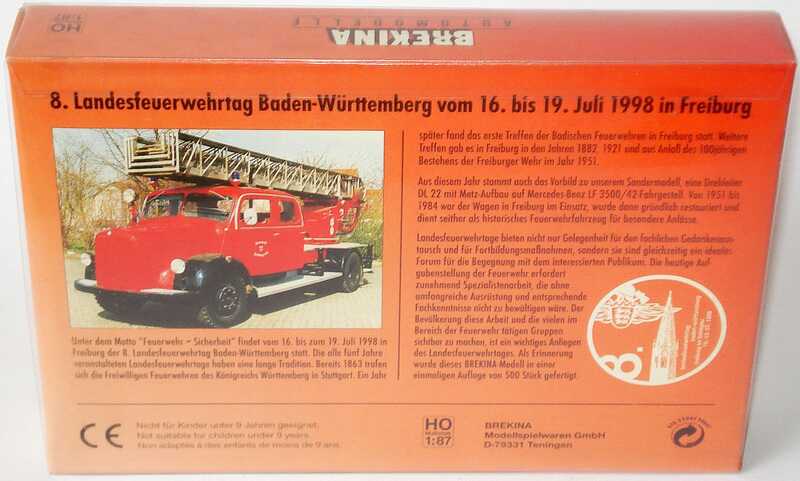 BREKINA
AUTOMODELLE
HO
1:87
8. Landesfeuerwehrtag Baden-Württemberg vom 16. bis 19. Juli 1998 in Freiburg
Unter dem Motto "Feuerwehr – Sicherheit" findet vom 16. bis zum 19. Juli 1998 in
Freiburg der 8. Landesfeuerwehrtag Baden-Württemberg statt. Die alle fünf Jahre
veranstalteten Landesfeuerwehrtage haben eine lange Tradition. Bereits 1863 trafen
sich die Freiwilligen Feuerwehren des Königreichs Württemberg in Stuttgart. Ein Jahr
später fand das erste Treffen der Badischen Feuerwehren in Freiburg statt. Weitere
Treffen gab es in Freiburg in den Jahren 1882, 1921 und aus Anlaß des 100jährigen
Bestehens der Freiburger Wehr im Jahr 1951.
Aus diesem Jahr stammt auch das Vorbild zu unserem Sondermodell, eine Drehleiter
DL 22 mit Metz-Aufbau auf Mercedes-Benz LF 3500/42-Fahrgestell. Von 1951 bis
1984 war der Wagen in Freiburg im Einsatz, wurde dann gründlich restauriert und
dient seither als historisches Feuerwehrfahrzeug für besondere Anlässe.
Landesfeuerwehrtage bieten nicht nur Gelegenheit für den fachlichen Gedankenaus-
tausch und für Fortbildungsmaßnahmen, sondern sie sind gleichzeitig ein ideales
Forum für die Begegnung mit dem interessierten Publikum. Die heutige Auf-
gabenstellung der Feuerwehr erfordert
zunehmend Spezialistenarbeit, die ohne
umfangreiche Ausrüstung und entsprechende
Fachkenntnisse nicht zu bewältigen wäre. Der
Bevölkerung diese Arbeit und die vielen im
Bereich der Feuerwehr tätigen Gruppen
sichtbar zu machen, ist ein wichtiges Anliegen
des Landesfeuerwehrtages. Als Erinnerung
wurde dieses BREKINA-Modell in einer
einmaligen Auflage von 500 Stück gefertigt.
8.
CE
Nicht für Kinder unter 9 Jahren geeignet.
Not suitable for children under 9 years.
Non adaptés à des enfants de moins de 9 ans.
HO
1:87
BREKINA
Modellspielwaren GmbH
D-79331 Teningen